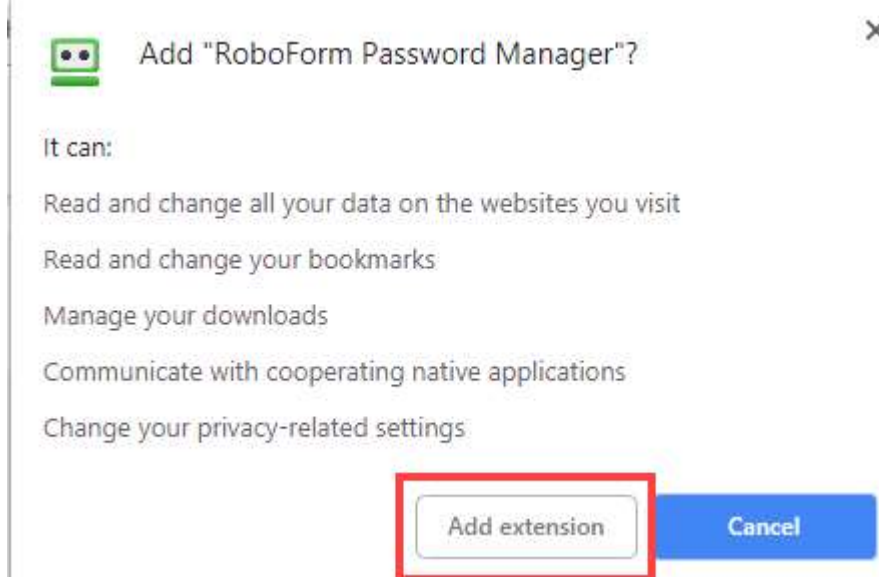 Add "RoboForm Password Manager"?
It can:
Read and change all your data on the websites you visit
Read and change your bookmarks
Manage your downloads
Communicate with cooperating native applications
Change your privacy-related settings
Add extension
Cancel